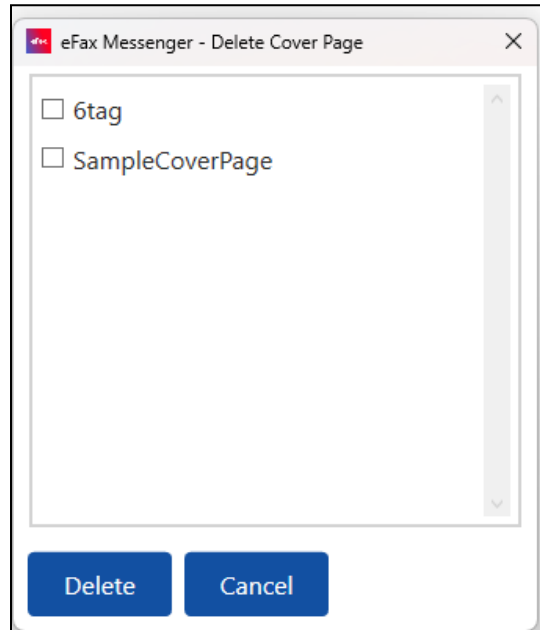 eFax Messenger - Delete Cover Page
6tag
SampleCoverPage
Delete
Cancel